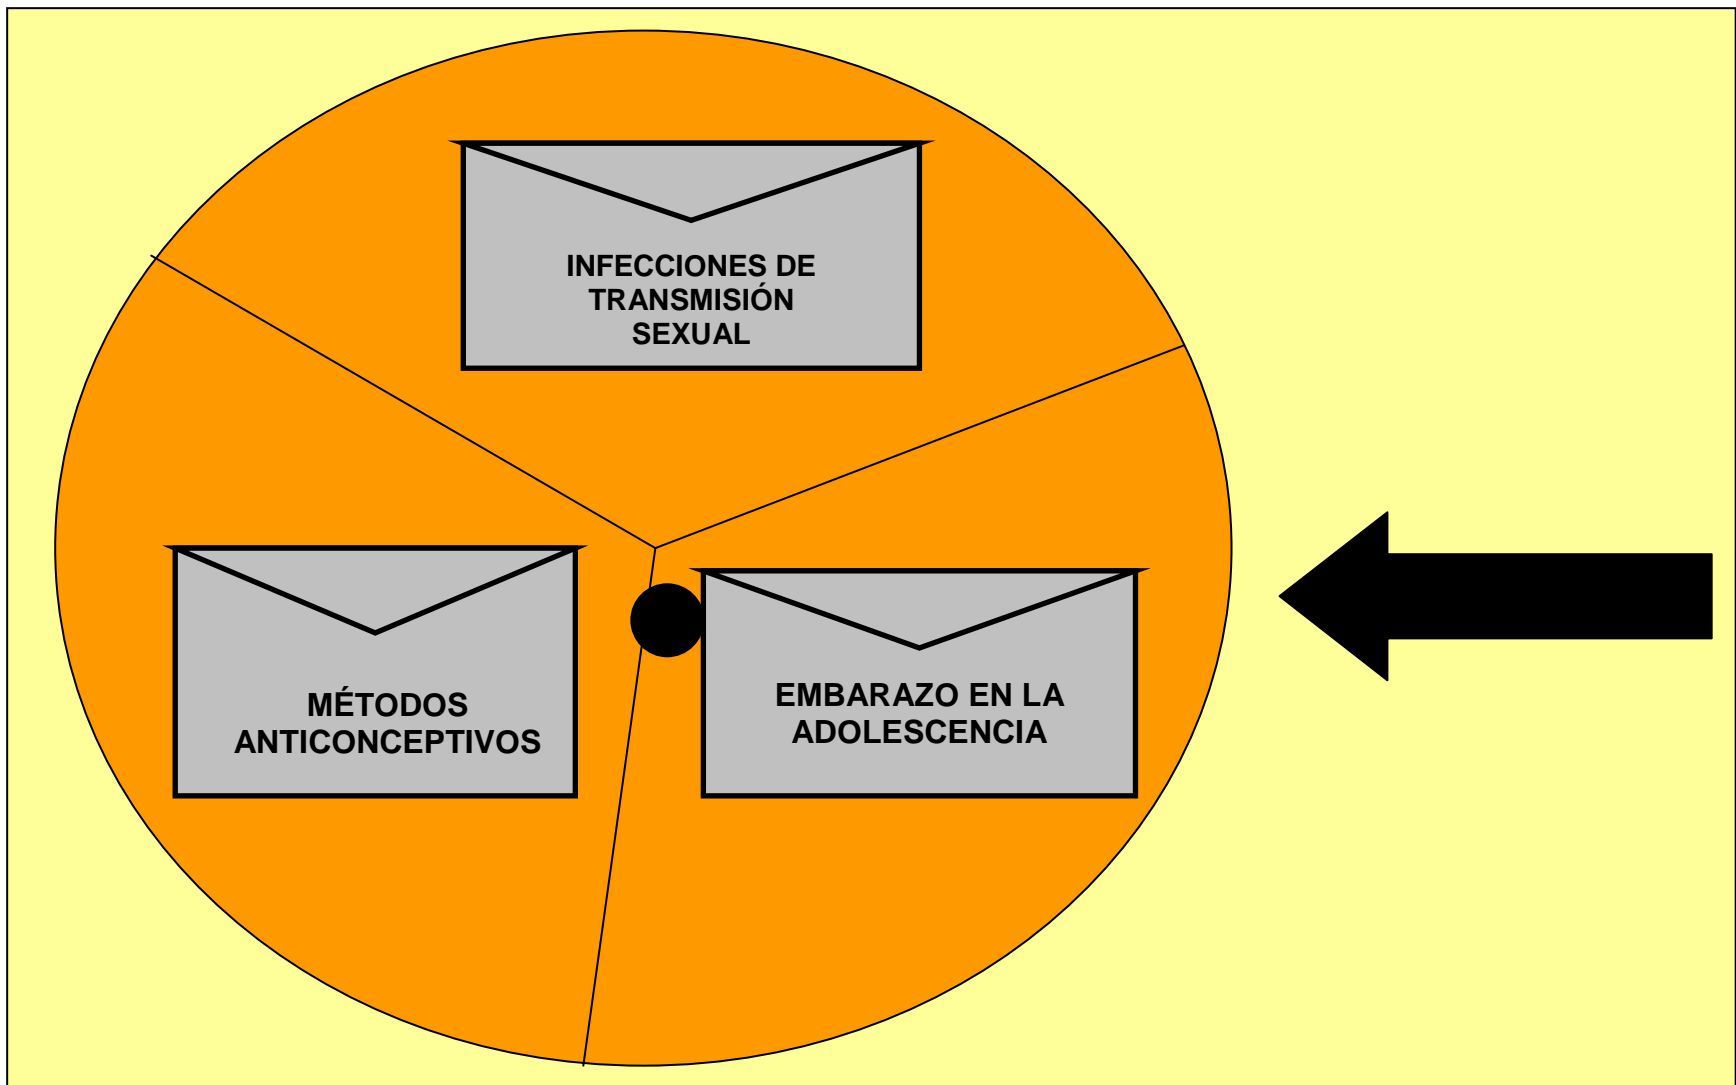 INFECCIONES DE
TRANSMISIÓN
SEXUAL
MÉTODOS
ANTICONCEPTIVOS
EMBARAZO EN LA
ADOLESCENCIA